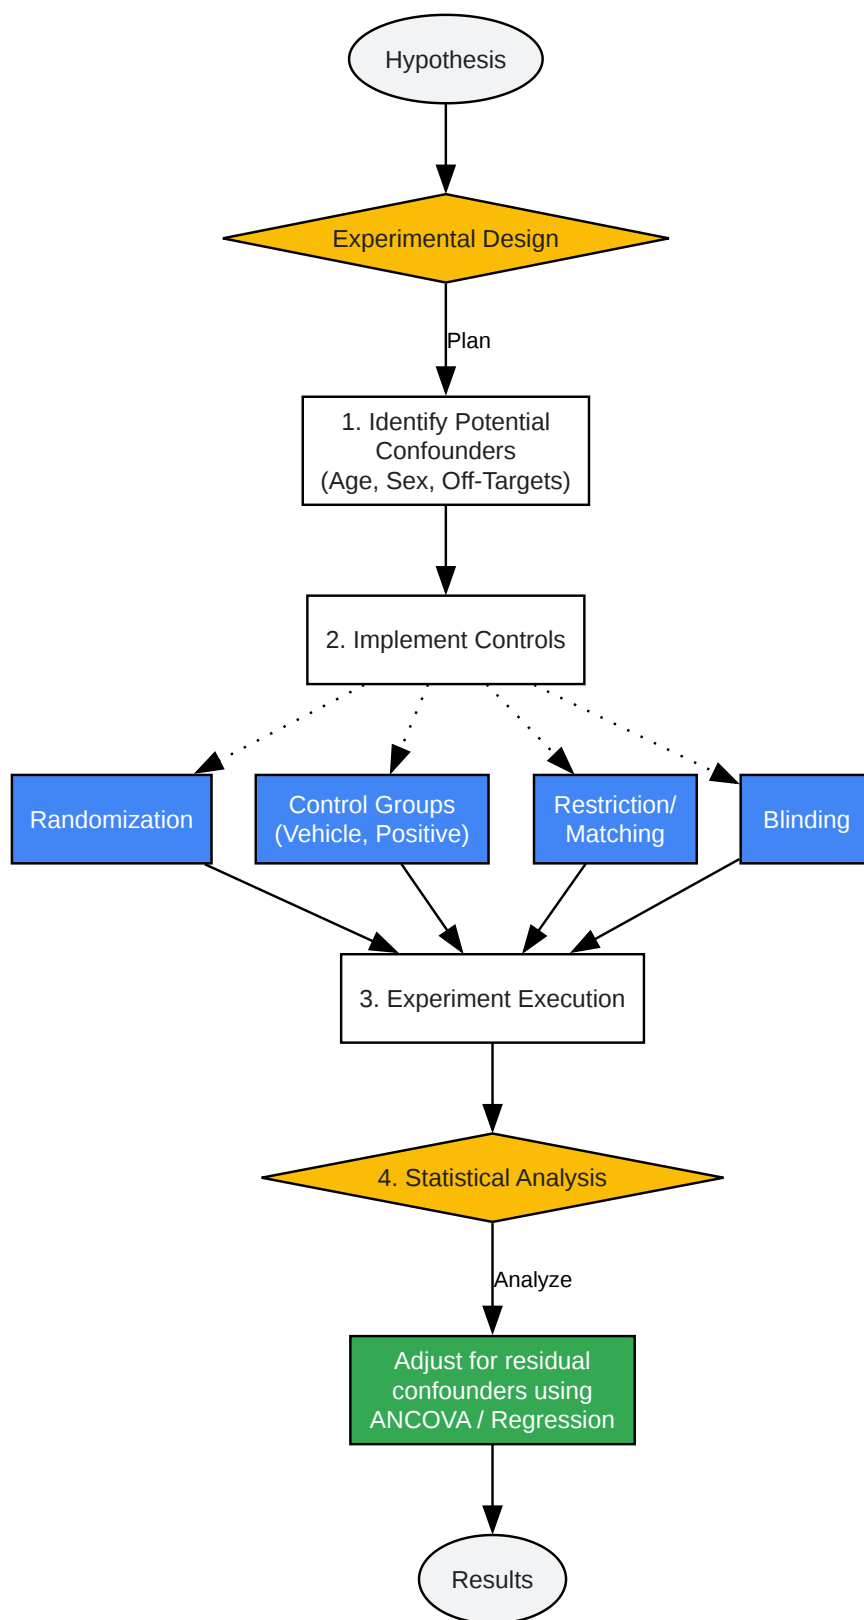 Hypothesis
Experimental Design
Plan
1. Identify Potential
Confounders
(Age, Sex, Off-Targets)
2. Implement Controls
Randomization
Control Groups
(Vehicle, Positive)
Restriction/
Matching
Blinding
3. Experiment Execution
4. Statistical Analysis
Analyze
Adjust for residual
confounders using
ANCOVA / Regression
Results